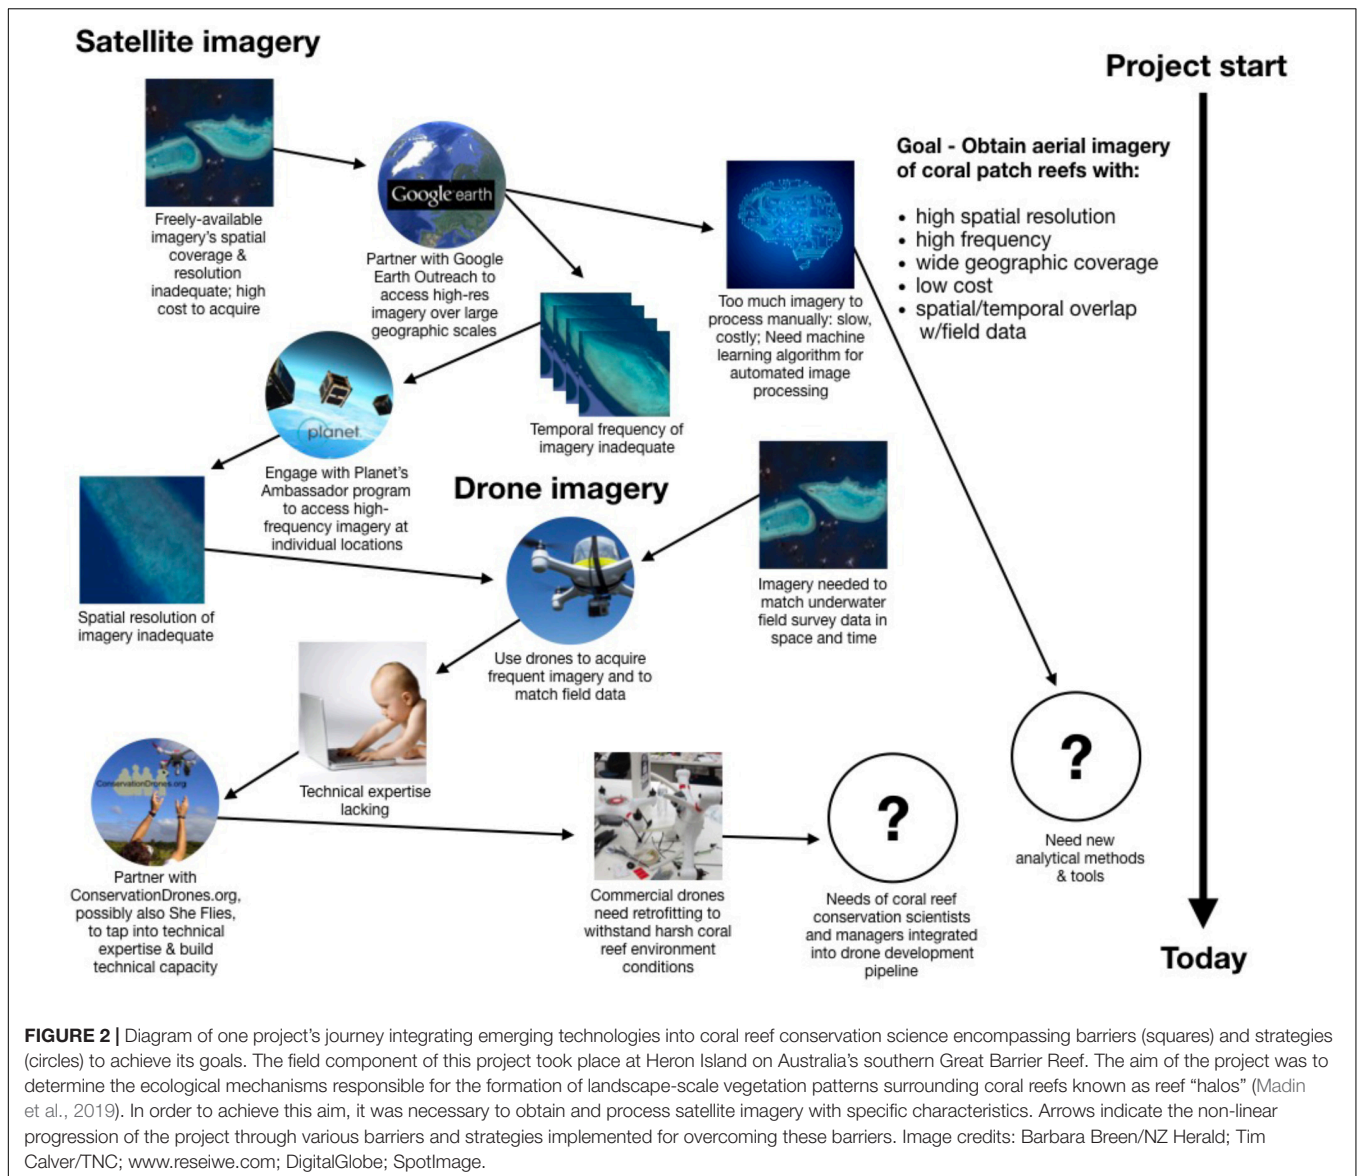 Satellite imagery
Project start
Freely-available
imagery's spatial
coverage &
resolution
inadequate; high
cost to acquire
Google earth
Partner with Google
Earth Outreach to
access high-res
imagery over large
geographic scales
Too much imagery to
process manually: slow,
costly; Need machine
learning algorithm for
automated image
processing
Goal - Obtain aerial imagery
of coral patch reefs with:
• high spatial resolution
• high frequency
• wide geographic coverage
• low cost
• spatial/temporal overlap
w/field data
Temporal frequency of
imagery inadequate
planet.
Engage with Planet's
Ambassador program
to access high-
frequency imagery at
individual locations
Drone imagery
Spatial resolution of
imagery inadequate
Use drones to acquire
frequent imagery and to
match field data
Imagery needed to
match underwater
field survey data in
space and time
Technical expertise
lacking
ConservationDrones.org
Partner with
ConservationDrones.org,
possibly also She Flies,
to tap into technical
expertise & build
technical capacity
Commercial drones
need retrofitting to
withstand harsh coral
reef environment
conditions
?
Needs of coral reef
conservation scientists
and managers integrated
into drone development
pipeline
?
Need new
analytical methods
& tools
Today
FIGURE 2 | Diagram of one project's journey integrating emerging technologies into coral reef conservation science encompassing barriers (squares) and strategies
(circles) to achieve its goals. The field component of this project took place at Heron Island on Australia's southern Great Barrier Reef. The aim of the project was to
determine the ecological mechanisms responsible for the formation of landscape-scale vegetation patterns surrounding coral reefs known as reef "halos" (Madin
et al., 2019). In order to achieve this aim, it was necessary to obtain and process satellite imagery with specific characteristics. Arrows indicate the non-linear
progression of the project through various barriers and strategies implemented for overcoming these barriers. Image credits: Barbara Breen/NZ Herald; Tim
Calver/TNC; www.reseiwe.com; DigitalGlobe; SpotImage.